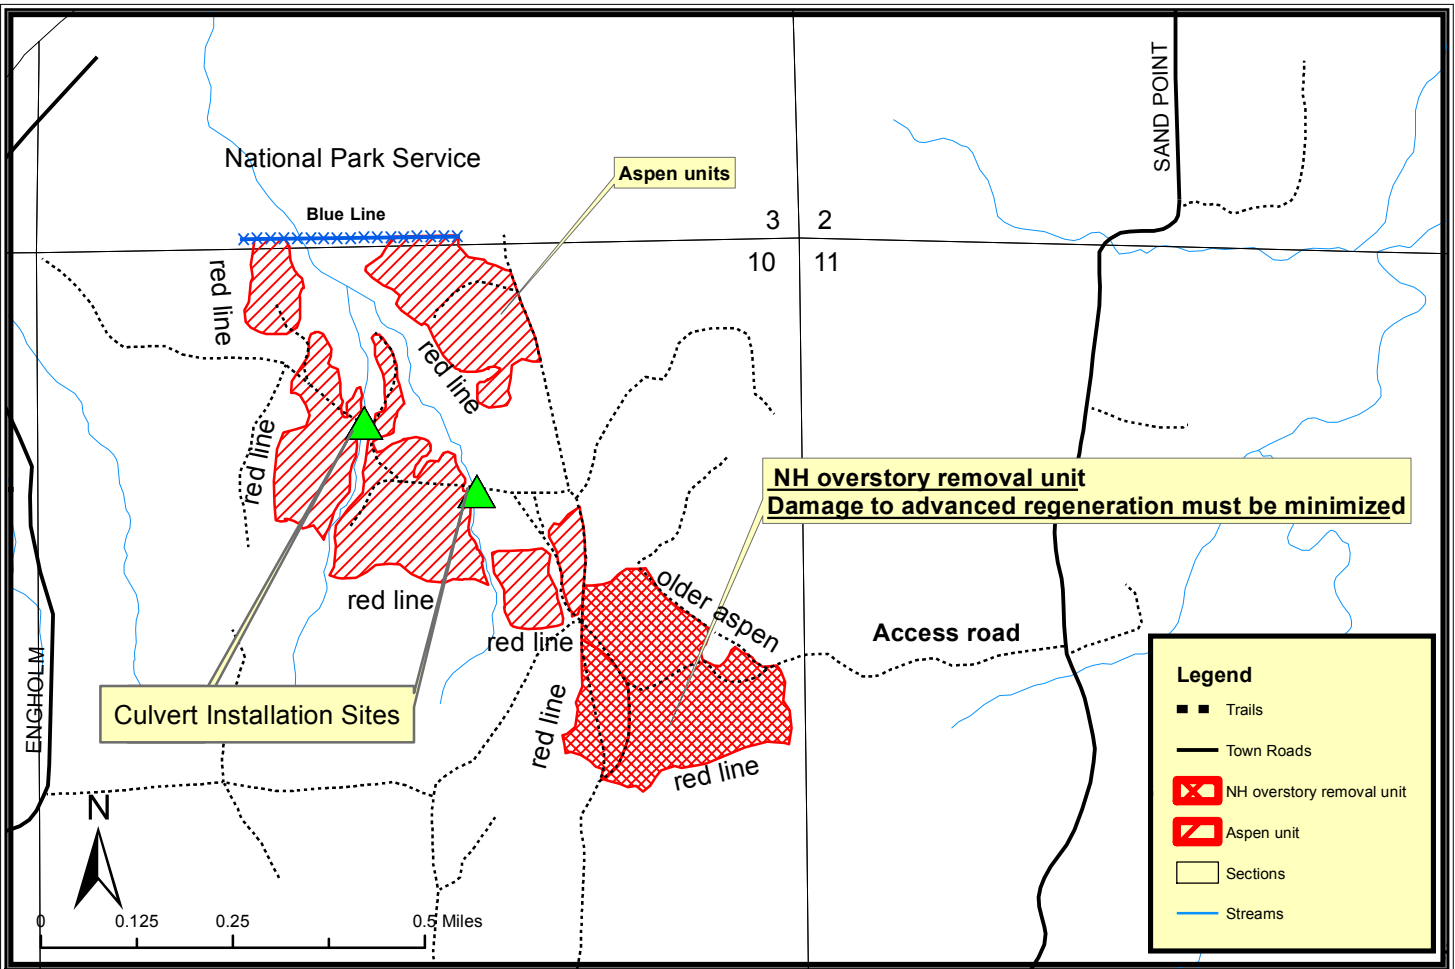 SAND POINT
National Park Service
Aspen units
Blue Line
3
2
10
11
red line
red line
red line
NH overstory removal unit
Damage to advanced regeneration must be minimized
older aspen
red line
red line
Access road
ENGHOLM
Culvert Installation Sites
red line
red line
N
0
0.125
0.25
0.5 Miles
Legend
Trails
Town Roads
NH overstory removal unit
Aspen unit
Sections
Streams